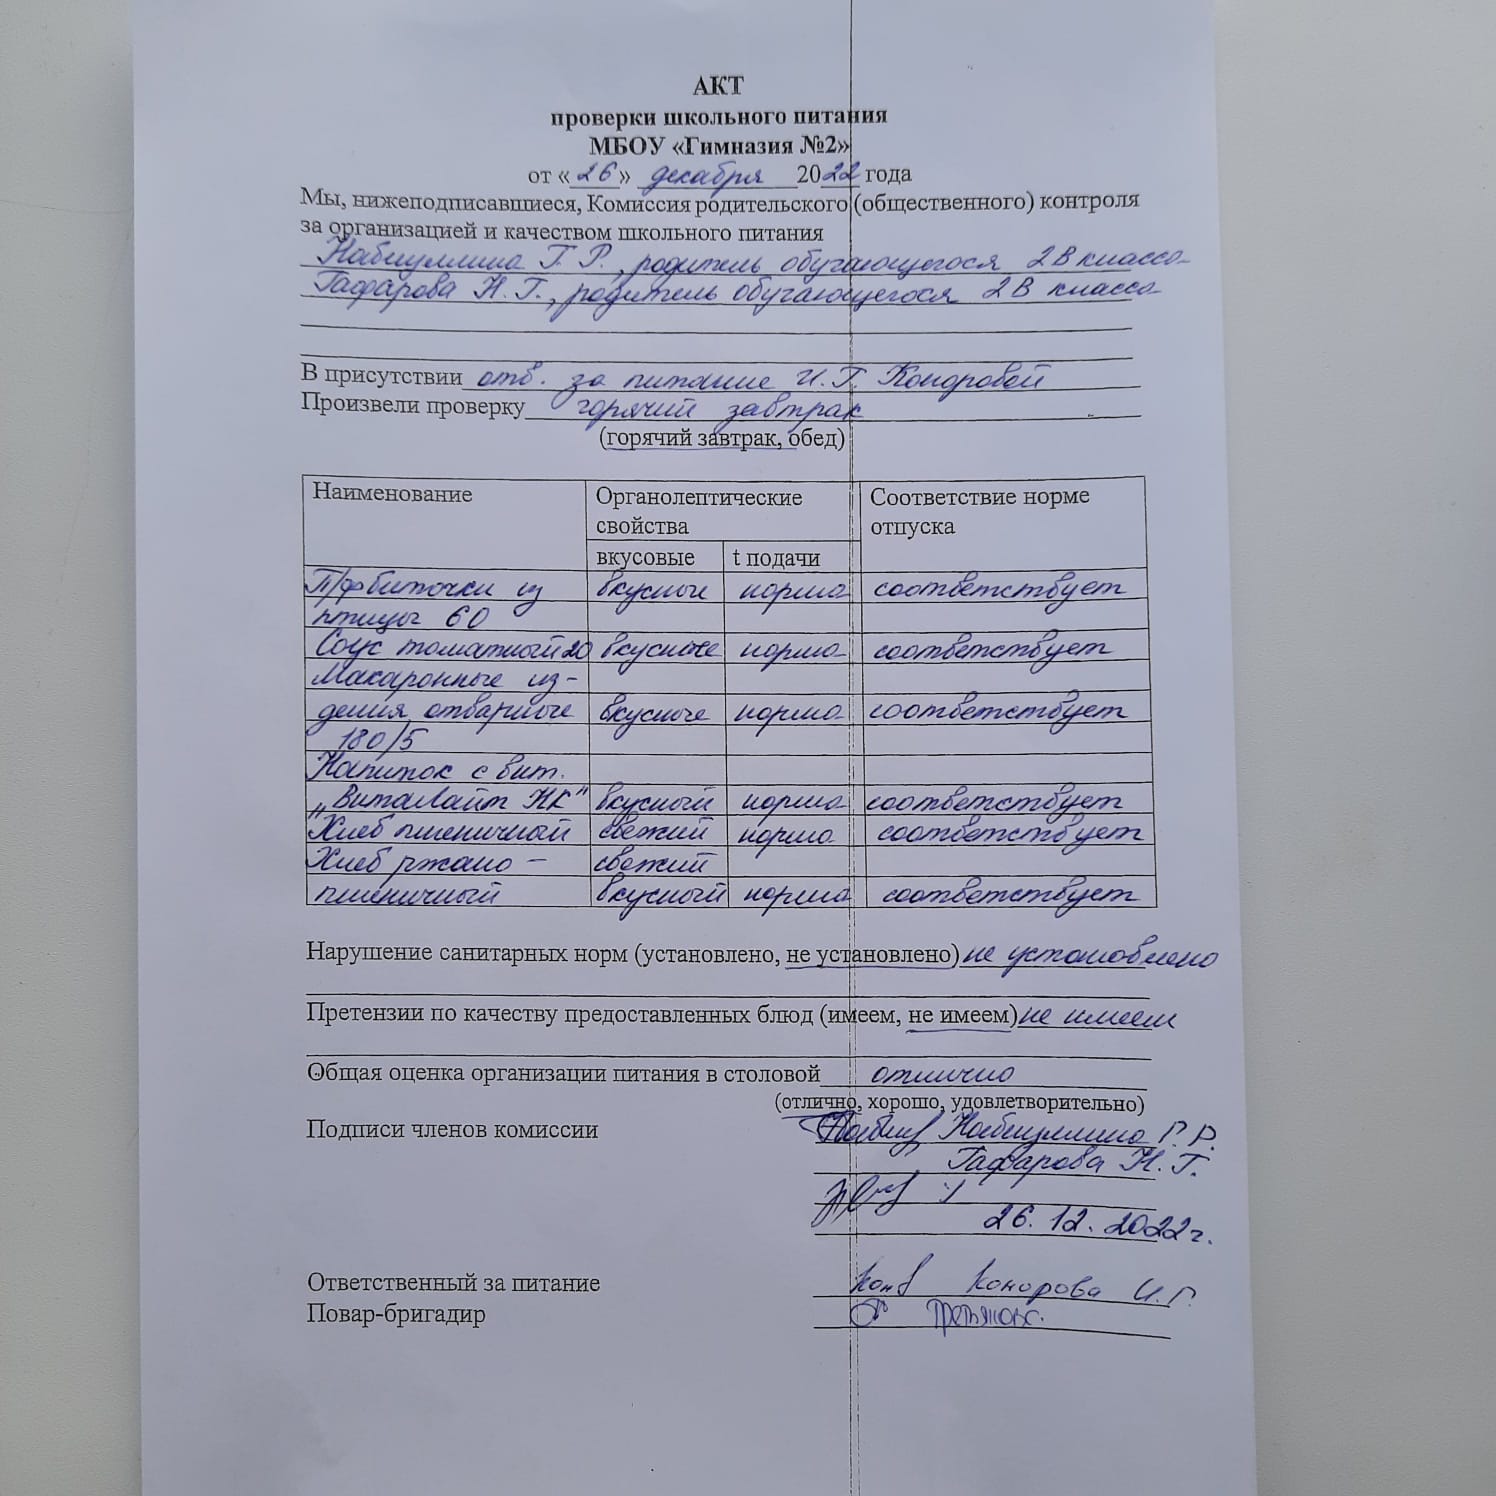 АКТ
проверки школьного питания
МБОУ «Гимназия №2»
от «26» декабря 2022 года
Мы, нижеподписавшиеся, Комиссия родительского (общественного) контроля
за организацией и качеством школьного питания
Набиуллина Г. Р., родитель обучающегося 2В класса
Гафарова Н. Г., родитель обучающегося 2В класса
В присутствии отв. за питание И.Г. Коноровой
Произвели проверку горячий завтрак
(горячий завтрак, обед)
Наименование Органолептические Соответствие норме
свойства отпуска
вкусовые t подачи
П/ф биточки из вкусные норма соответствует
птицы 60
Соус томатный 20 вкусные норма соответствует
Макаронные из-
делия отварные вкусные норма соответствует
180/5
Напиток с вит.
„Виталайт НК" вкусный норма соответствует
Хлеб пшеничный свежий норма соответствует
Хлеб ржано- свежий
пшеничный вкусный норма соответствует
Нарушение санитарных норм (установлено, не установлено) не установлено
Претензии по качеству предоставленных блюд (имеем, не имеем) не имеем
Общая оценка организации питания в столовой отлично
(отлично, хорошо, удовлетворительно)
Подписи членов комиссии Набиуллина Г. Р.
Гафарова Н. Г.
26.12.2022г.
Ответственный за питание Конорова И.Г.
Повар-бригадир